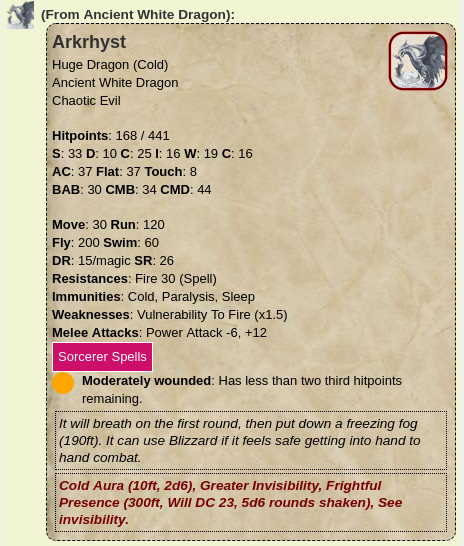 (From Ancient White Dragon):
Arkrhyst
Huge Dragon (Cold)
Ancient White Dragon
Chaotic Evil
Hitpoints: 168 / 441
S: 33 D: 10 C: 25 I: 16 W: 19 C: 16
AC: 37 Flat: 37 Touch: 8
BAB: 30 CMB: 34 CMD: 44
Move: 30 Run: 120
Fly: 200 Swim: 60
DR: 15/magic SR: 26
Resistances: Fire 30 (Spell)
Immunities: Cold, Paralysis, Sleep
Weaknesses: Vulnerability To Fire (x1.5)
Melee Attacks: Power Attack -6, +12
Sorcerer Spells
Moderately wounded: Has less than two third hitpoints
remaining.
It will breath on the first round, then put down a freezing fog
(190ft). It can use Blizzard if it feels safe getting into hand to
hand combat.
Cold Aura (10ft, 2d6), Greater Invisibility, Frightful
Presence (300ft, Will DC 23, 5d6 rounds shaken), See
invisibility.